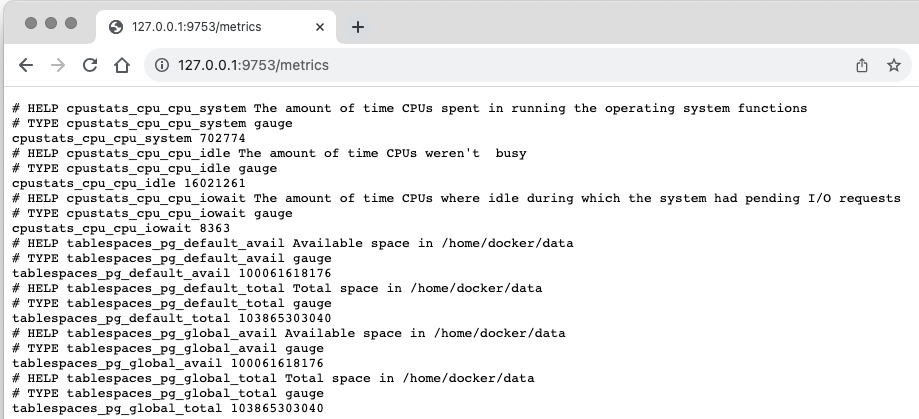 127.0.0.1:9753/metrics
127.0.0.1:9753/metrics
# HELP cpustats_cpu_cpu_system The amount of time CPUs spent in running the operating system functions
# TYPE cpustats_cpu_cpu_system gauge
cpustats_cpu_cpu_system 702774
# HELP cpustats_cpu_cpu_idle The amount of time CPUs weren't  busy
# TYPE cpustats_cpu_cpu_idle gauge
cpustats_cpu_cpu_idle 16021261
# HELP cpustats_cpu_cpu_iowait The amount of time CPUs where idle during which the system had pending I/O requests
# TYPE cpustats_cpu_cpu_iowait gauge
cpustats_cpu_cpu_iowait 8363
# HELP tablespaces_pg_default_avail Available space in /home/docker/data
# TYPE tablespaces_pg_default_avail gauge
tablespaces_pg_default_avail 100061618176
# HELP tablespaces_pg_default_total Total space in /home/docker/data
# TYPE tablespaces_pg_default_total gauge
tablespaces_pg_default_total 103865303040
# HELP tablespaces_pg_global_avail Available space in /home/docker/data
# TYPE tablespaces_pg_global_avail gauge
tablespaces_pg_global_avail 100061618176
# HELP tablespaces_pg_global_total Total space in /home/docker/data
# TYPE tablespaces_pg_global_total gauge
tablespaces_pg_global_total 103865303040